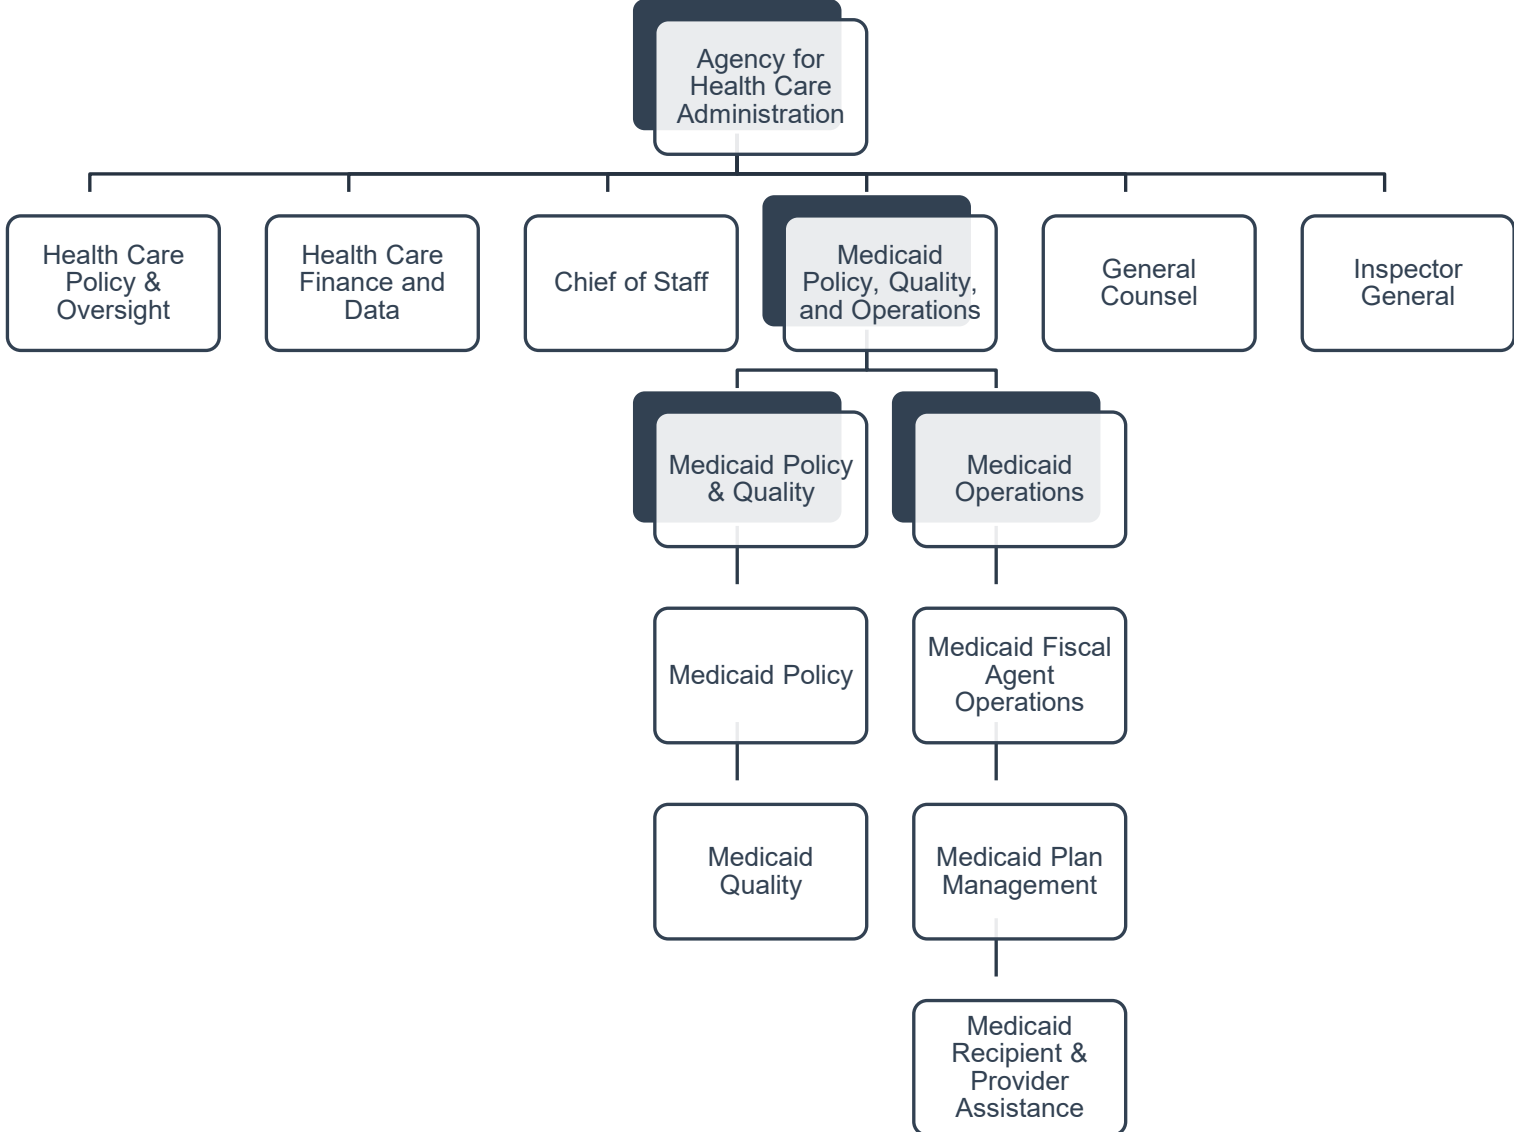 Agency for
Health Care
Administration
Health Care
Policy &
Oversight
Health Care
Finance and
Data
Chief of Staff
Medicaid
Policy, Quality,
and Operations
General
Counsel
Inspector
General
Medicaid Policy
& Quality
Medicaid
Operations
Medicaid Policy
Medicaid Fiscal
Agent
Operations
Medicaid
Quality
Medicaid Plan
Management
Medicaid
Recipient &
Provider
Assistance